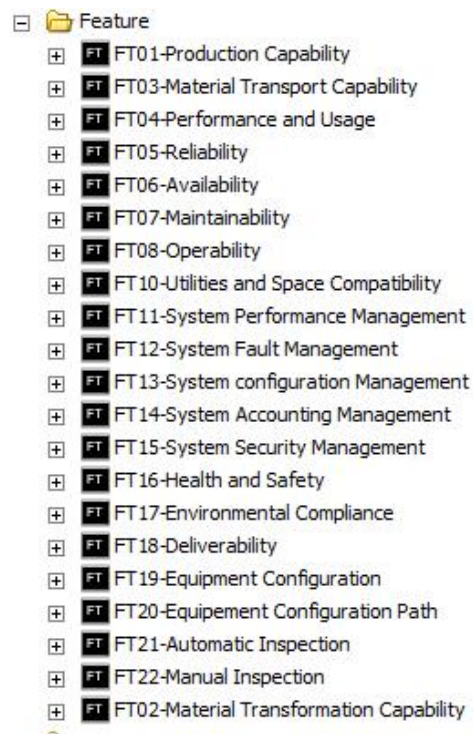 Feature
FT FT01-Production Capability
FT FT03-Material Transport Capability
FT FT04-Performance and Usage
FT FT05-Reliability
FT FT06-Availability
FT FT07-Maintainability
FT FT08-Operability
FT FT10-Utilities and Space Compatibility
FT FT11-System Performance Management
FT FT12-System Fault Management
FT FT13-System configuration Management
FT FT14-System Accounting Management
FT FT15-System Security Management
FT FT16-Health and Safety
FT FT17-Environmental Compliance
FT FT18-Deliverability
FT FT19-Equipment Configuration
FT FT20-Equipement Configuration Path
FT FT21-Automatic Inspection
FT FT22-Manual Inspection
FT FT02-Material Transformation Capability